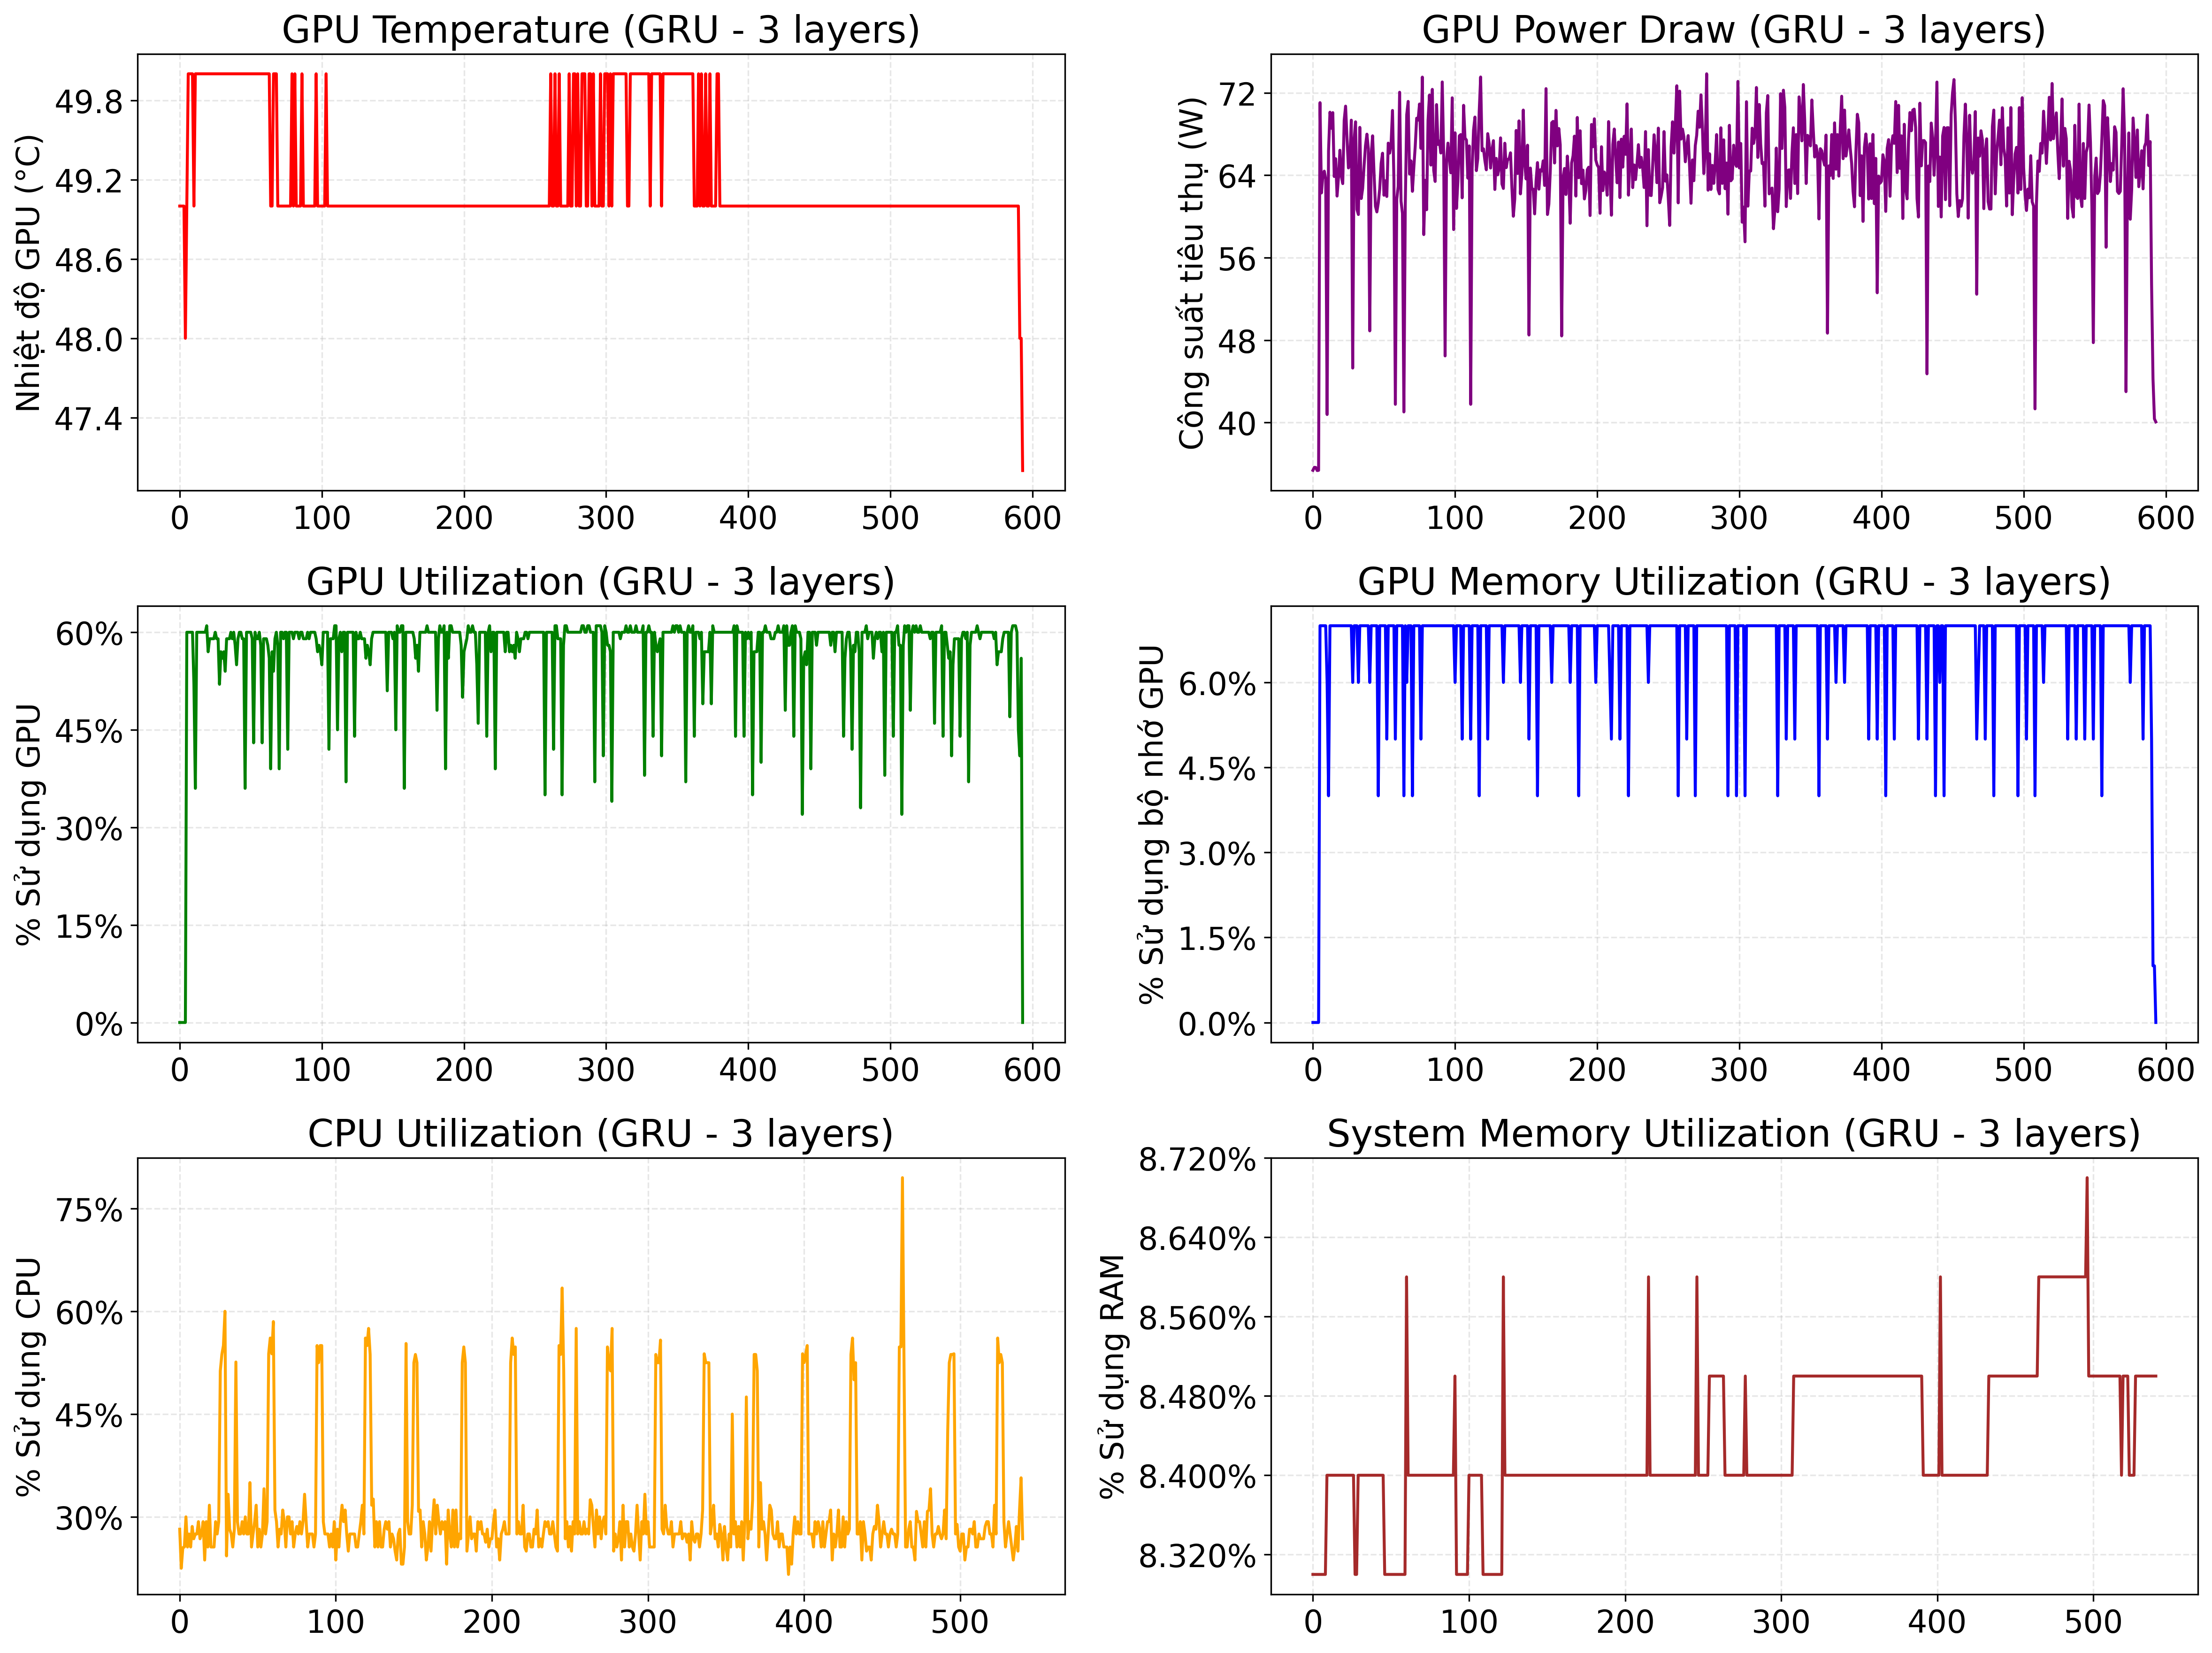 GPU Temperature (GRU - 3 layers)
Nhiệt độ GPU (°C)
49.8
49.2
48.6
48.0
47.4
0 100 200 300 400 500 600
GPU Power Draw (GRU - 3 layers)
Công suất tiêu thụ (W)
72
64
56
48
40
0 100 200 300 400 500 600
GPU Utilization (GRU - 3 layers)
% Sử dụng GPU
60%
45%
30%
15%
0%
0 100 200 300 400 500 600
GPU Memory Utilization (GRU - 3 layers)
% Sử dụng bộ nhớ GPU
6.0%
4.5%
3.0%
1.5%
0.0%
0 100 200 300 400 500 600
CPU Utilization (GRU - 3 layers)
% Sử dụng CPU
75%
60%
45%
30%
0 100 200 300 400 500
System Memory Utilization (GRU - 3 layers)
% Sử dụng RAM
8.720%
8.640%
8.560%
8.480%
8.400%
8.320%
0 100 200 300 400 500